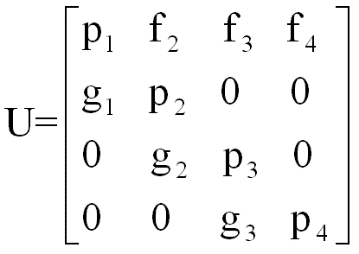 p₁ f₂ f₃ f₄
g₁ p₂ 0 0
U=
0 g₂ p₃ 0
0 0 g₃ p₄